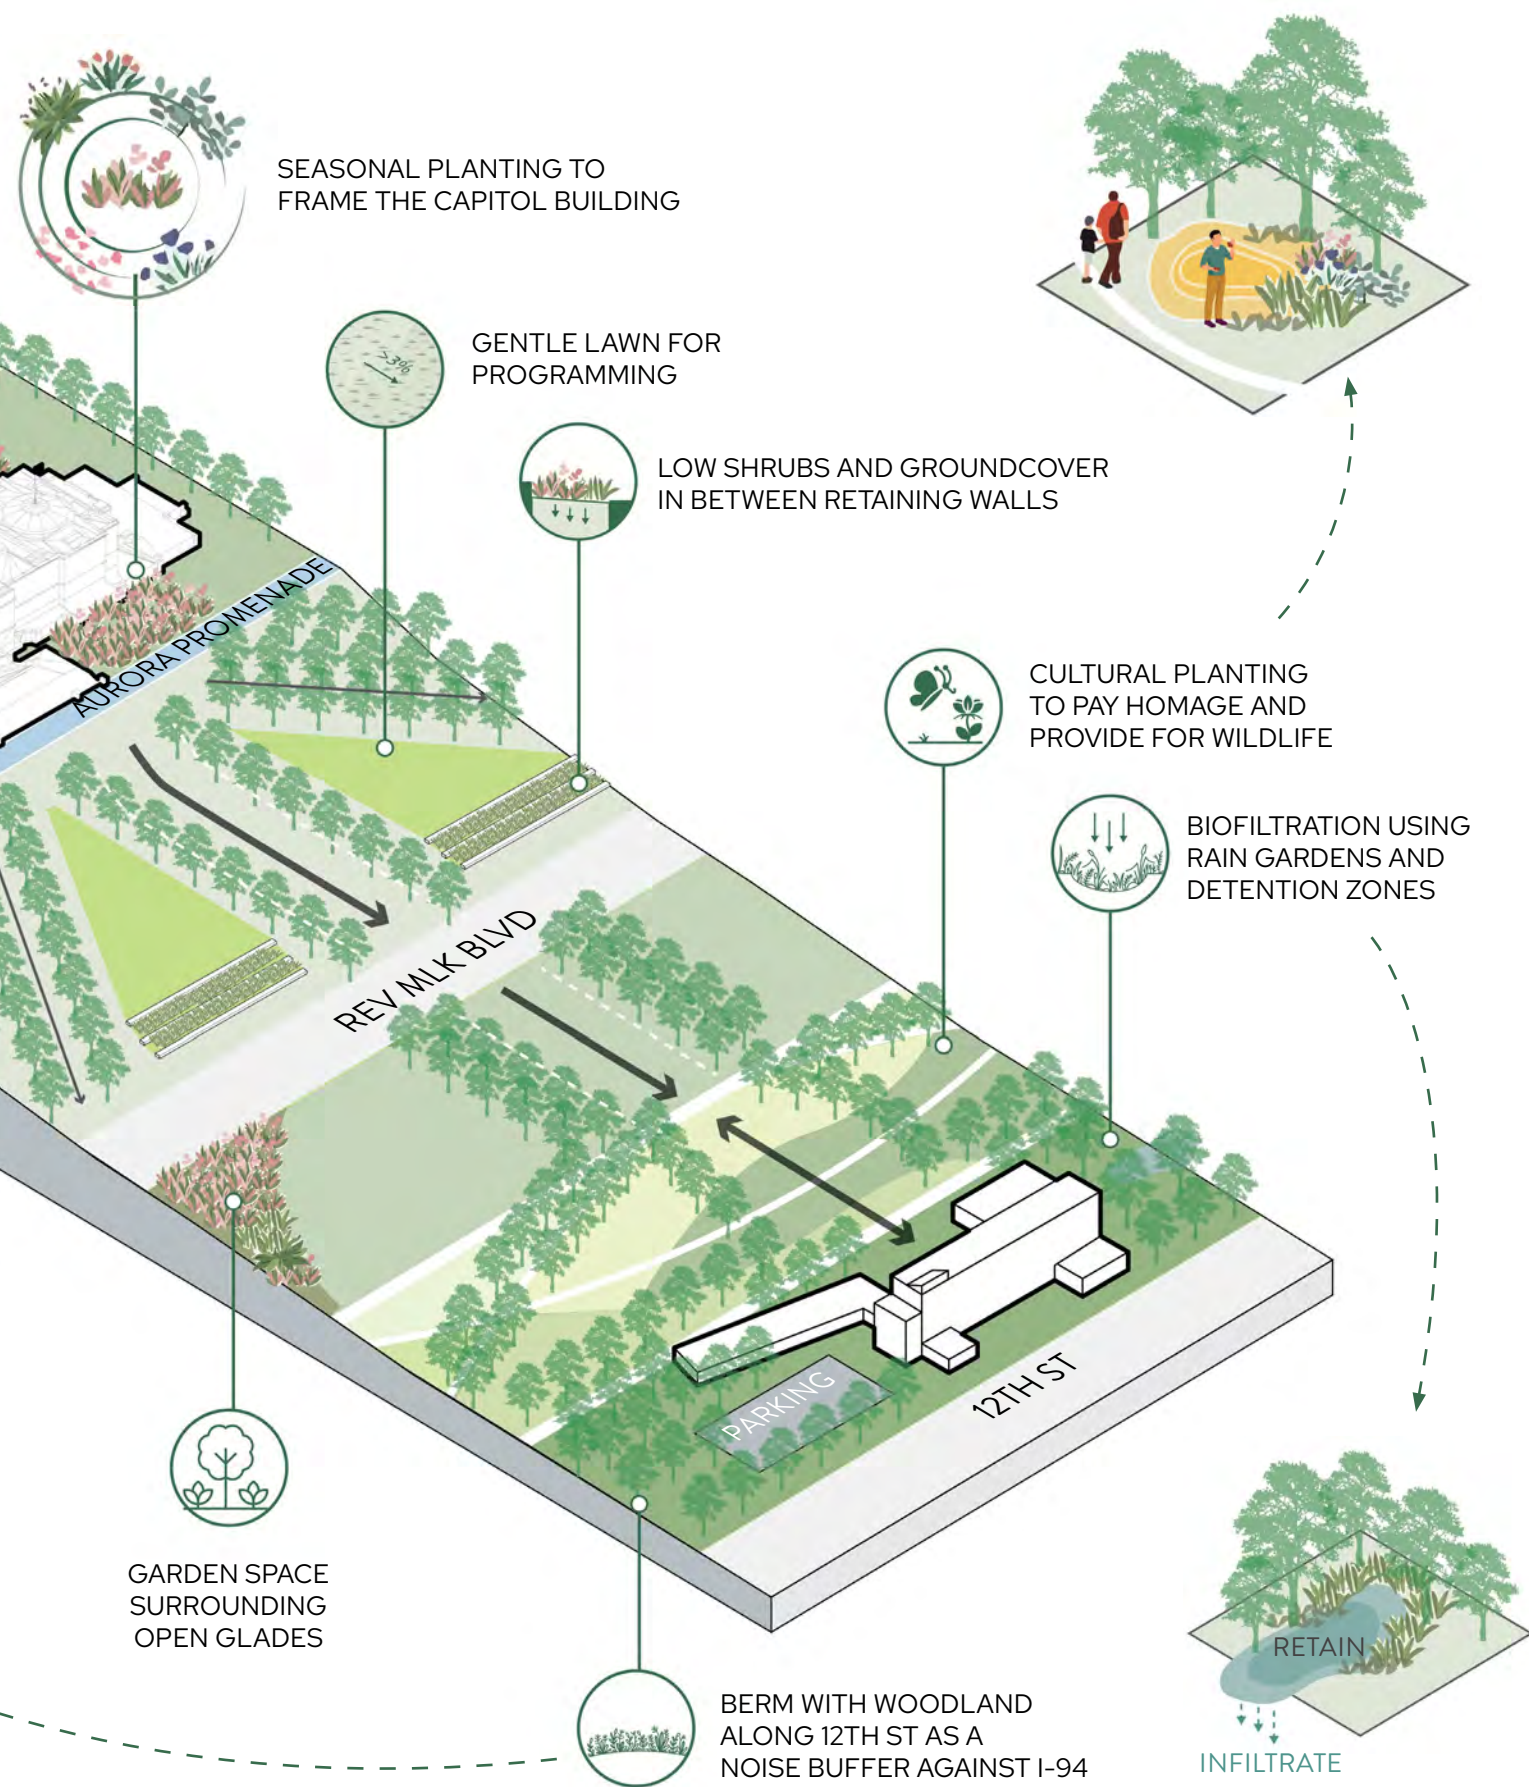 SEASONAL PLANTING TO
FRAME THE CAPITOL BUILDING
>3%
GENTLE LAWN FOR
PROGRAMMING
LOW SHRUBS AND GROUNDCOVER
IN BETWEEN RETAINING WALLS
AURORA PROMENADE
CULTURAL PLANTING
TO PAY HOMAGE AND
PROVIDE FOR WILDLIFE
BIOFILTRATION USING
RAIN GARDENS AND
DETENTION ZONES
REV MLK BLVD
PARKING
12TH ST
GARDEN SPACE
SURROUNDING
OPEN GLADES
BERM WITH WOODLAND
ALONG 12TH ST AS A
NOISE BUFFER AGAINST I-94
RETAIN
INFILTRATE